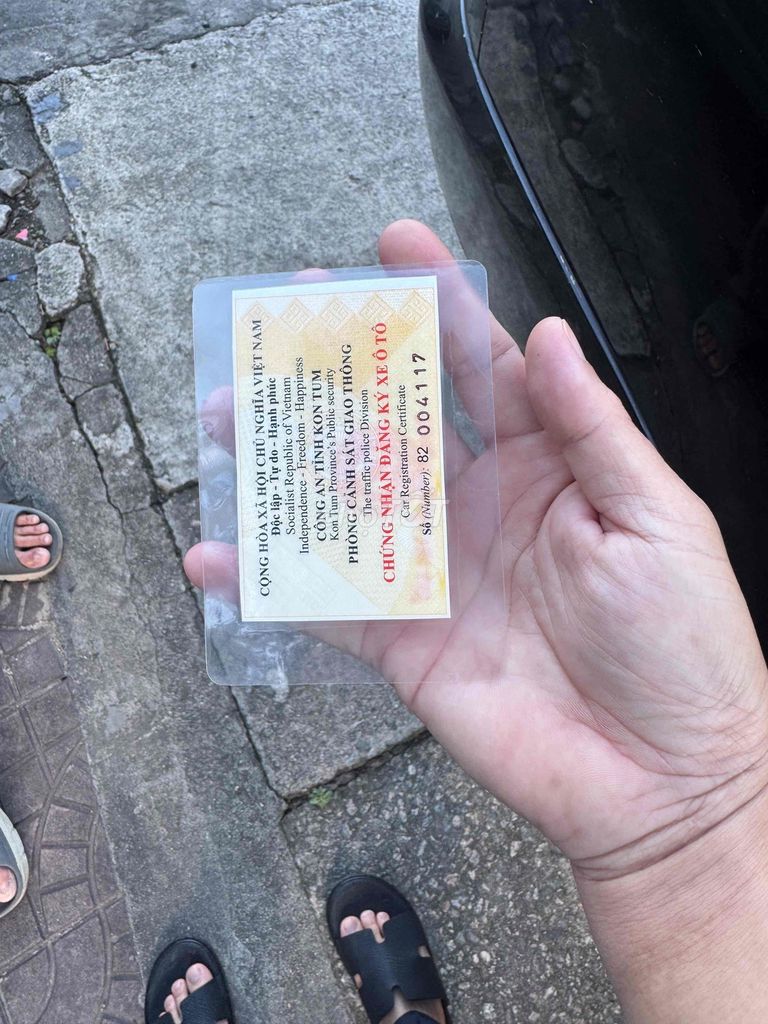 CỘNG HÒA XÃ HỘI CHỦ NGHĨA VIỆT NAM
Độc lập - Tự do - Hạnh phúc
Socialist Republic of Vietnam
Independence - Freedom - Happiness
CÔNG AN TỈNH KON TUM
Kon Tum Province's Public security
PHÒNG CẢNH SÁT GIAO THÔNG
The traffic police Division
CHỨNG NHẬN ĐĂNG KÝ XE Ô TÔ
Car Registration Certificate
Số (Number): 82 004117